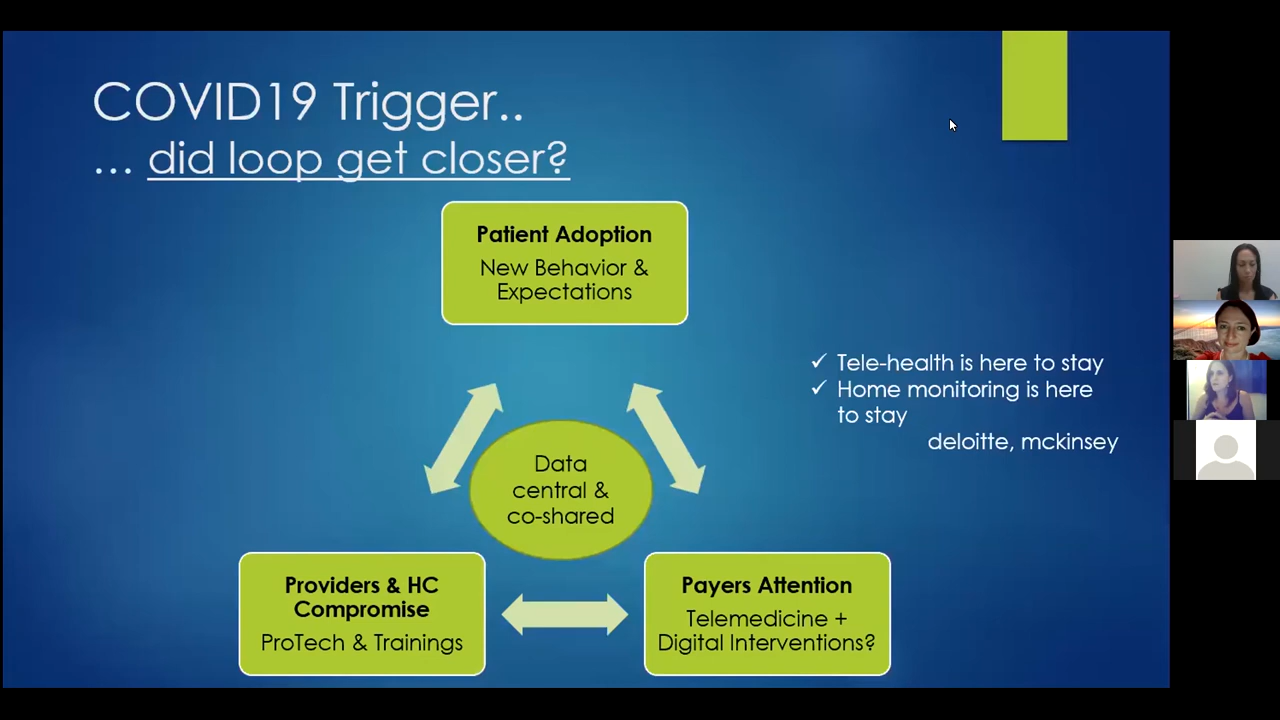 COVID19 Trigger..
… did loop get closer?
Patient Adoption
New Behavior &
Expectations
✓ Tele-health is here to stay
✓ Home monitoring is here
to stay
deloitte, mckinsey
Data
central &
co-shared
Providers & HC
Compromise
ProTech & Trainings
Payers Attention
Telemedicine +
Digital Interventions?